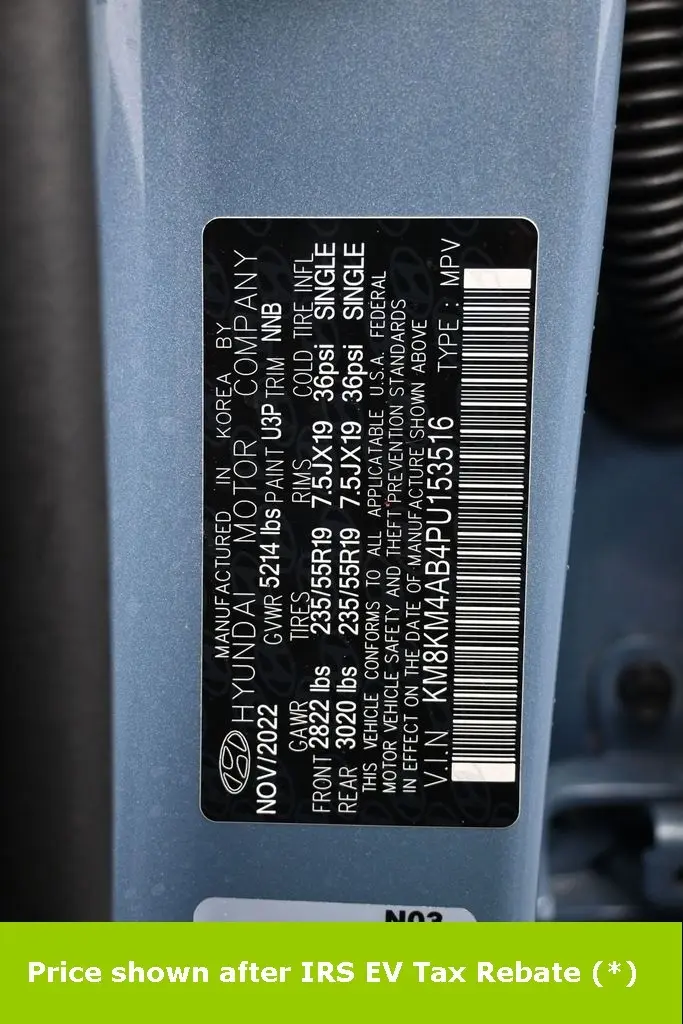 MANUFACTURED IN KOREA BY
HYUNDAI MOTOR COMPANY
NOV/2022 GVWR 5214 lbs PAINT U3P TRIM NNB
GAWR TIRES RIMS COLD TIRE INFL
FRONT 2822 lbs 235/55R19 7.5JX19 36psi SINGLE
REAR 3020 lbs 235/55R19 7.5JX19 36psi SINGLE
THIS VEHICLE CONFORMS TO ALL APPLICATABLE U.S.A. FEDERAL
MOTOR VEHICLE SAFETY AND THEFT PREVENTION STANDARDS
IN EFFECT ON THE DATE OF MANUFACTURE SHOWN ABOVE
V.I.N KM8KM4AB4PU153516 TYPE : MPV
N03
Price shown after IRS EV Tax Rebate (*)